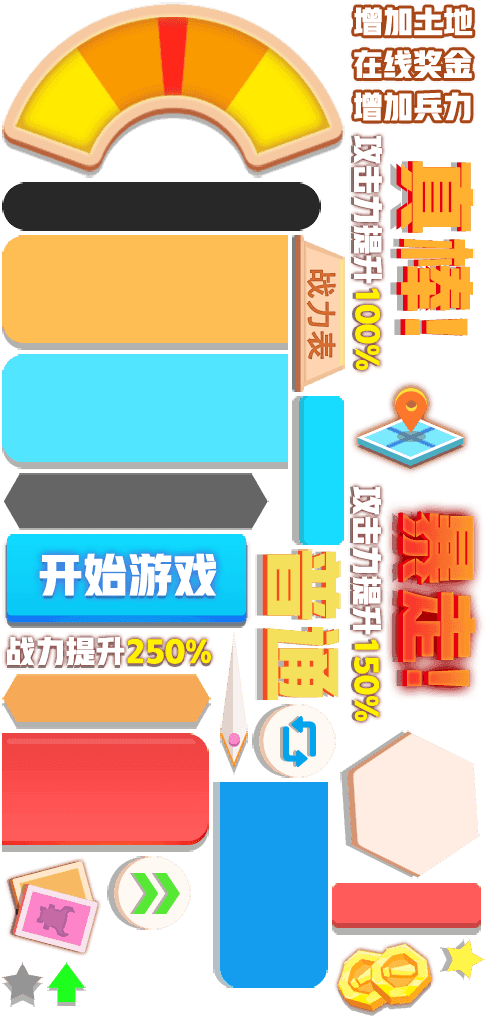 增加土地
在线奖金
增加兵力
真棒!
攻击力提升100%
战力表
暴走!
攻击力提升150%
开始游戏
普通
战力提升250%